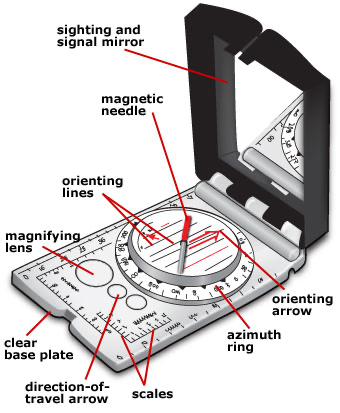 sighting and
signal mirror
magnetic
needle
orienting
lines
magnifying
lens
orienting
arrow
clear
base plate
azimuth
ring
direction-of-
travel arrow
scales